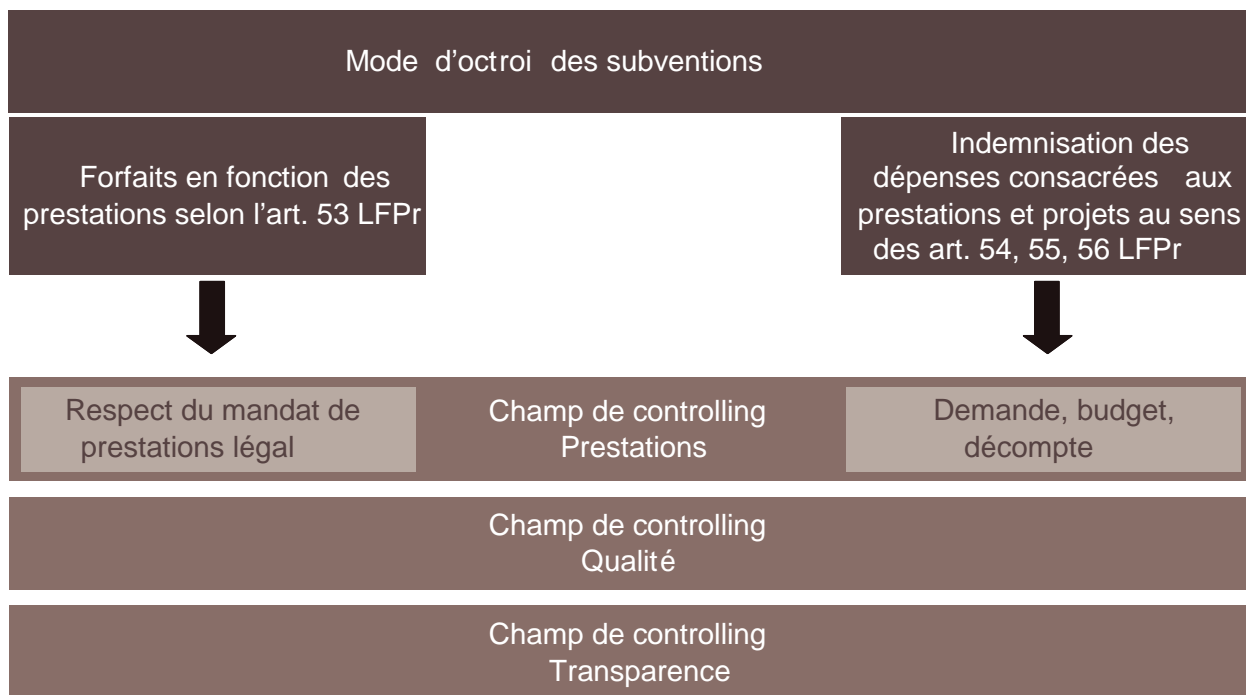 Mode d'octroi des subventions
Forfaits en fonction des
prestations selon l'art. 53 LFPr
Indemnisation des
dépenses consacrées aux
prestations et projets au sens
des art. 54, 55, 56 LFPr
Respect du mandat de
prestations légal
Champ de controlling
Prestations
Demande, budget,
décompte
Champ de controlling
Qualité
Champ de controlling
Transparence